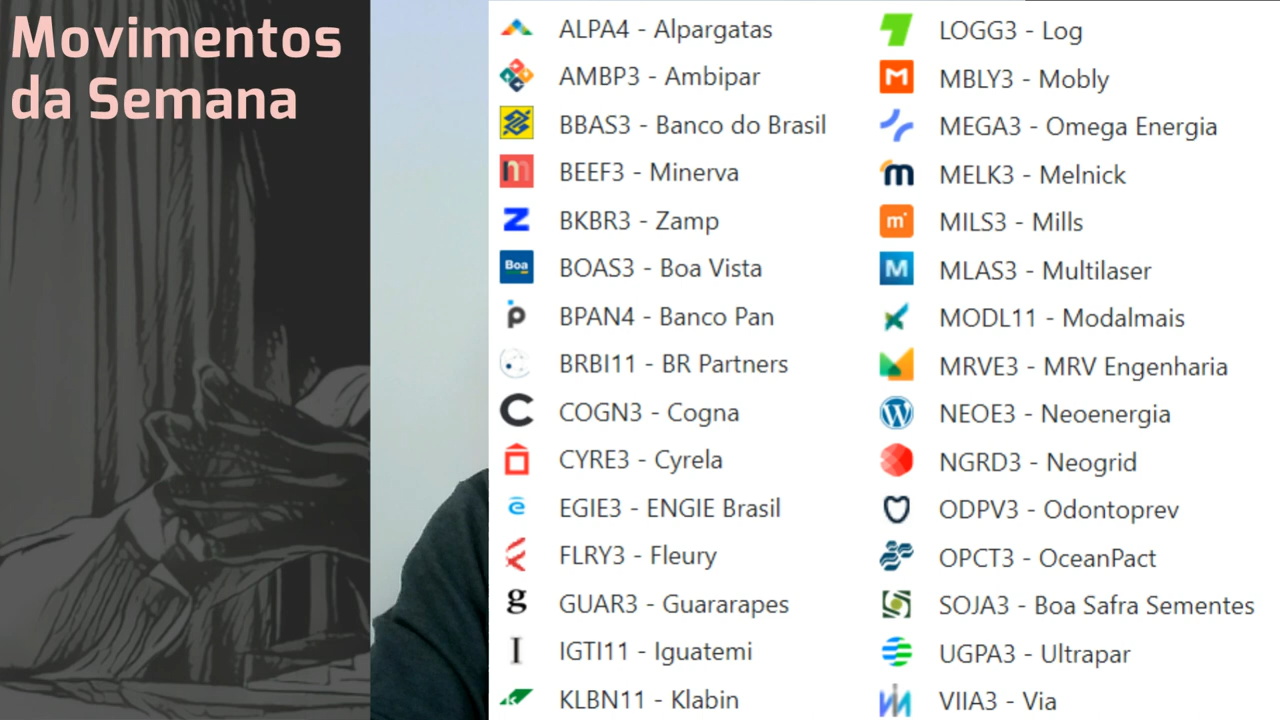 Movimentos
da Semana
ALPA4 - Alpargatas
AMBP3 - Ambipar
BBAS3 - Banco do Brasil
BEEF3 - Minerva
BKBR3 - Zamp
Boa
BOAS3 - Boa Vista
BPAN4 - Banco Pan
BRBI11 - BR Partners
COGN3 - Cogna
CYRE3 - Cyrela
EGIE3 - ENGIE Brasil
FLRY3 - Fleury
GUAR3 - Guararapes
IGTI11 - Iguatemi
KLBN11 - Klabin
LOGG3 - Log
MBLY3 - Mobly
MEGA3 - Omega Energia
MELK3 - Melnick
MILS3 - Mills
MLAS3 - Multilaser
MODL11 - Modalmais
MRVE3 - MRV Engenharia
NEOE3 - Neoenergia
NGRD3 - Neogrid
ODPV3 - Odontoprev
OPCT3 - OceanPact
SOJA3 - Boa Safra Sementes
UGPA3 - Ultrapar
VIIA3 - Via